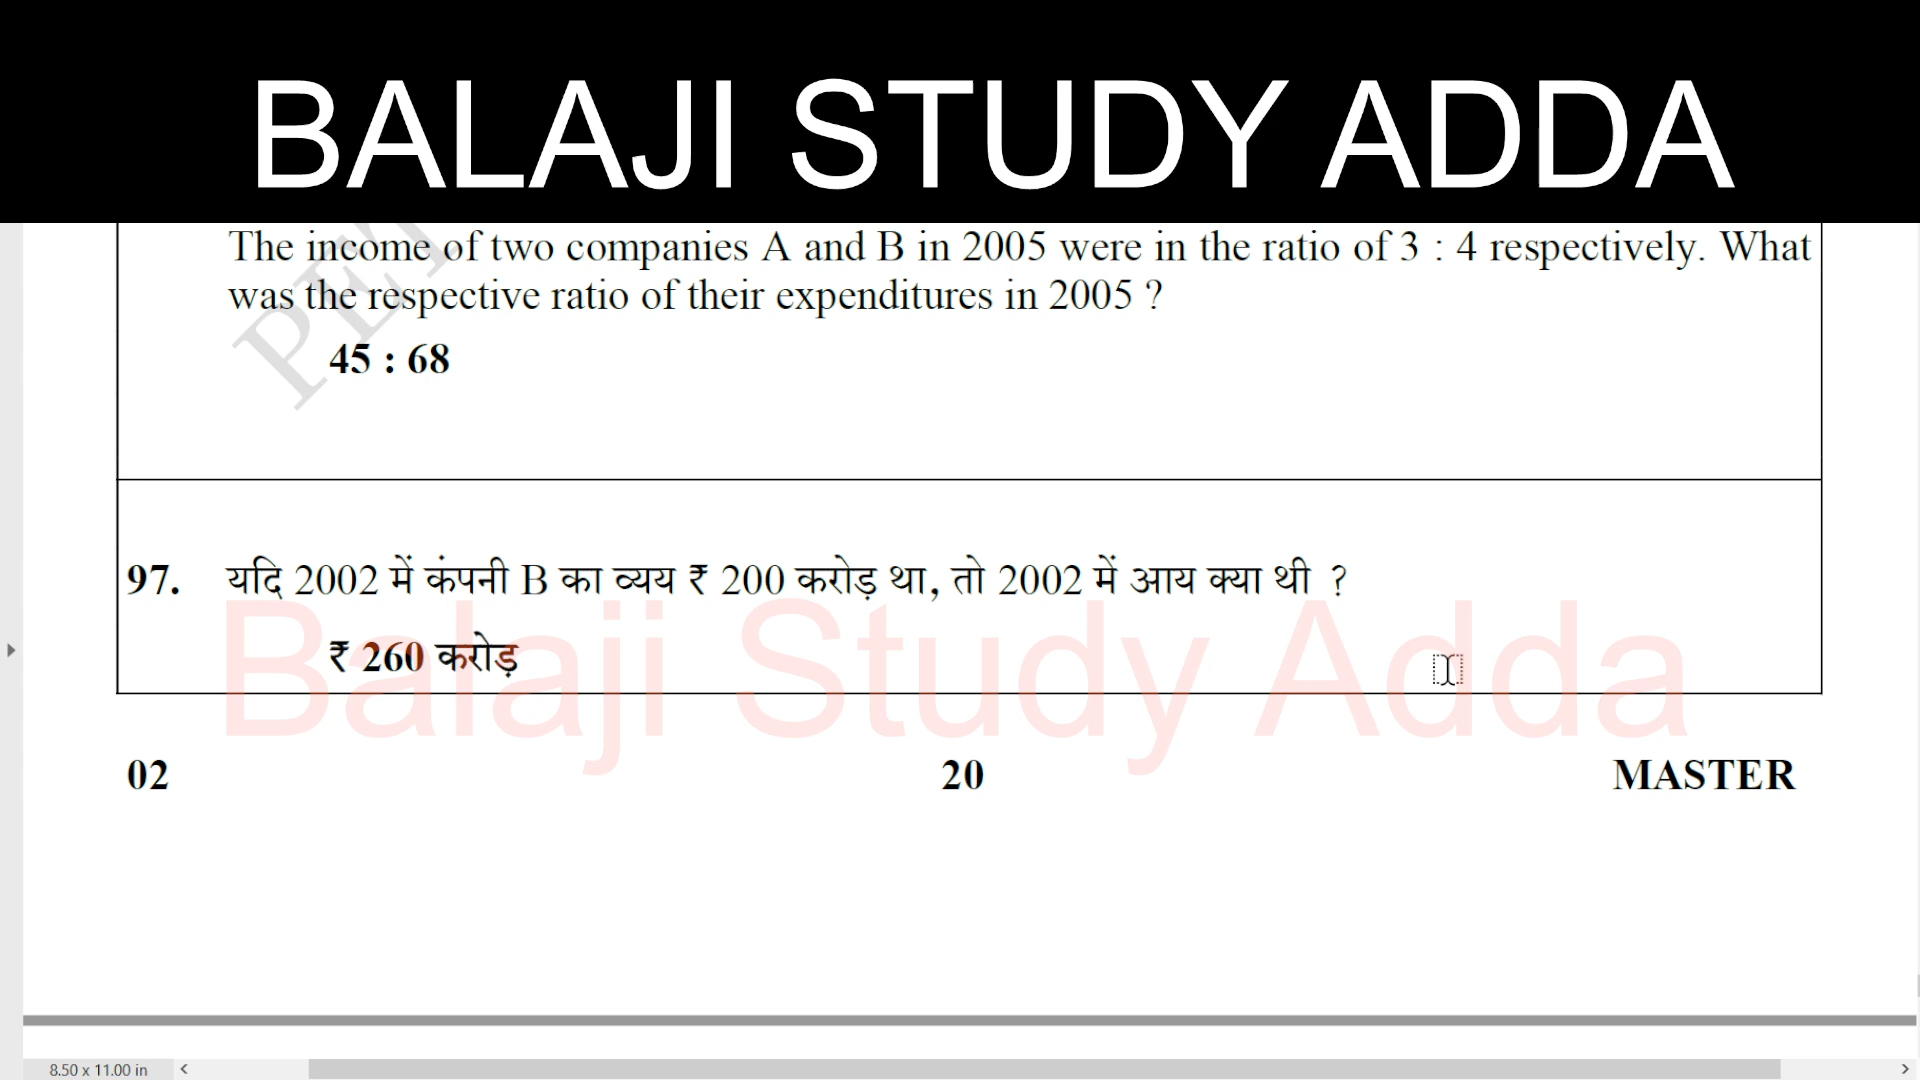 BALAJI STUDY ADDA
The income of two companies A and B in 2005 were in the ratio of 3 : 4 respectively. What
was the respective ratio of their expenditures in 2005 ?
PET
45 : 68
97. यदि 2002 में कंपनी B का व्यय ₹ 200 करोड़ था, तो 2002 में आय क्या थी ?
₹ 260 करोड़
Balaji Study Adda
02 20 MASTER
8.50 x 11.00 in